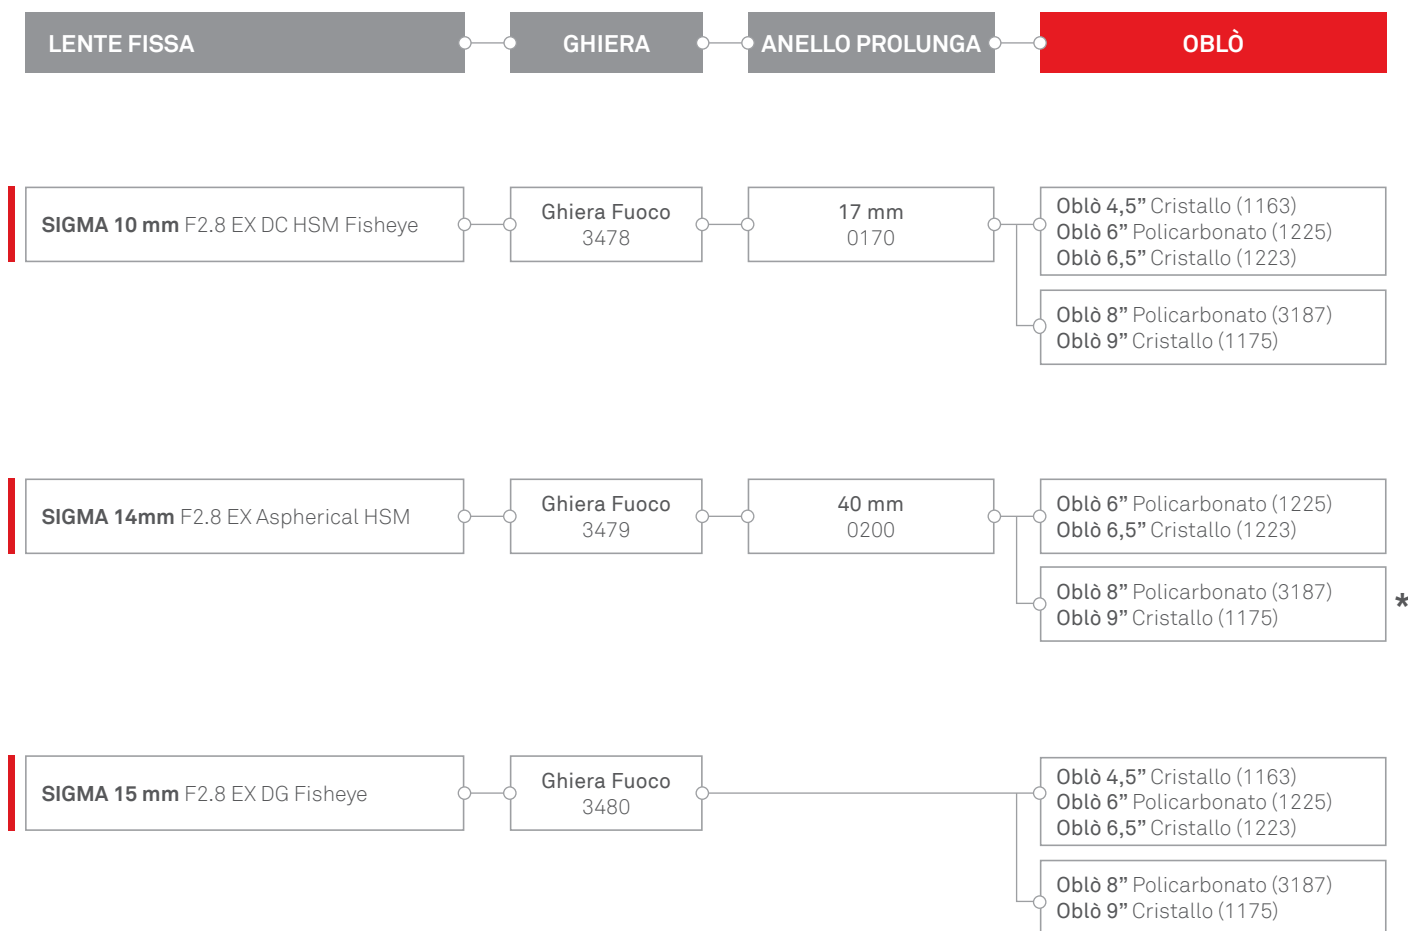 LENTE FISSA
GHIERA
ANELLO PROLUNGA
OBLÒ
SIGMA 10 mm F2.8 EX DC HSM Fisheye
Ghiera Fuoco
3478
17 mm
0170
Oblò 4,5” Cristallo (1163)
Oblò 6” Policarbonato (1225)
Oblò 6,5” Cristallo (1223)
Oblò 8” Policarbonato (3187)
Oblò 9” Cristallo (1175)
SIGMA 14mm F2.8 EX Aspherical HSM
Ghiera Fuoco
3479
40 mm
0200
Oblò 6” Policarbonato (1225)
Oblò 6,5” Cristallo (1223)
Oblò 8” Policarbonato (3187)
Oblò 9” Cristallo (1175)
*
SIGMA 15 mm F2.8 EX DG Fisheye
Ghiera Fuoco
3480
Oblò 4,5” Cristallo (1163)
Oblò 6” Policarbonato (1225)
Oblò 6,5” Cristallo (1223)
Oblò 8” Policarbonato (3187)
Oblò 9” Cristallo (1175)